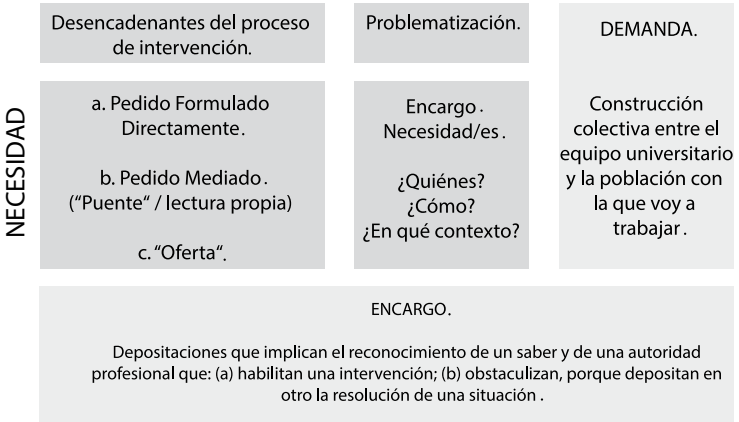 NECESIDAD
Desencadenantes del proceso
de intervención.
a. Pedido Formulado
Directamente.
b. Pedido Mediado.
(“Puente“ / lectura propia)
c. “Oferta“.
Problematización.
Encargo.
Necesidad/es.
¿Quiénes?
¿Cómo?
¿En qué contexto?
DEMANDA.
Construcción
colectiva entre el
equipo universitario
y la población con
la que voy a
trabajar.
ENCARGO.
Depositaciones que implican el reconocimiento de un saber y de una autoridad
profesional que: (a) habilitan una intervención; (b) obstaculizan, porque depositan en
otro la resolución de una situación.